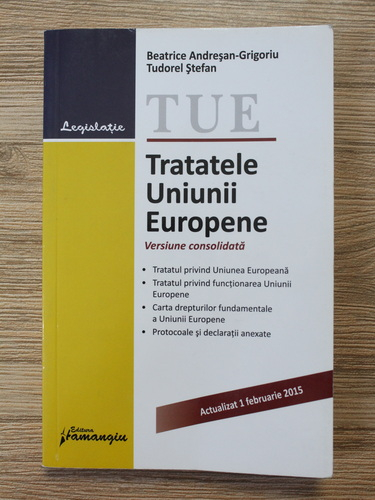 Beatrice Andreşan-Grigoriu
Tudorel Ştefan
Legislaţie
TUE
Tratatele
Uniunii
Europene
Versiune consolidată
• Tratatul privind Uniunea Europeană
• Tratatul privind funcţionarea Uniunii
Europene
• Carta drepturilor fundamentale
a Uniunii Europene
• Protocoale şi declaraţii anexate
Actualizat 1 februarie 2015
Editura
Hamangiu